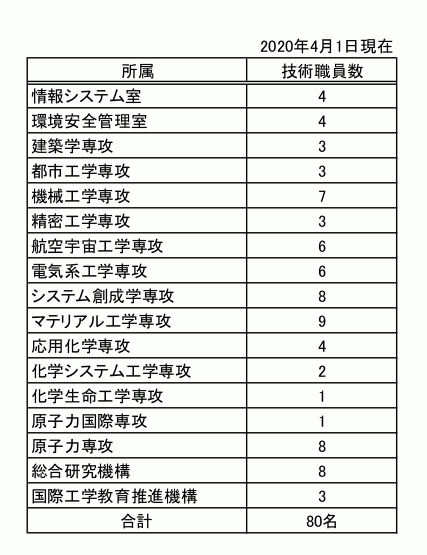 2020年4月1日現在
所属 技術職員数
情報システム室 4
環境安全管理室 4
建築学専攻 3
都市工学専攻 3
機械工学専攻 7
精密工学専攻 3
航空宇宙工学専攻 6
電気系工学専攻 6
システム創成学専攻 8
マテリアル工学専攻 9
応用化学専攻 4
化学システム工学専攻 2
化学生命工学専攻 1
原子力国際専攻 1
原子力専攻 8
総合研究機構 8
国際工学教育推進機構 3
合計 80名